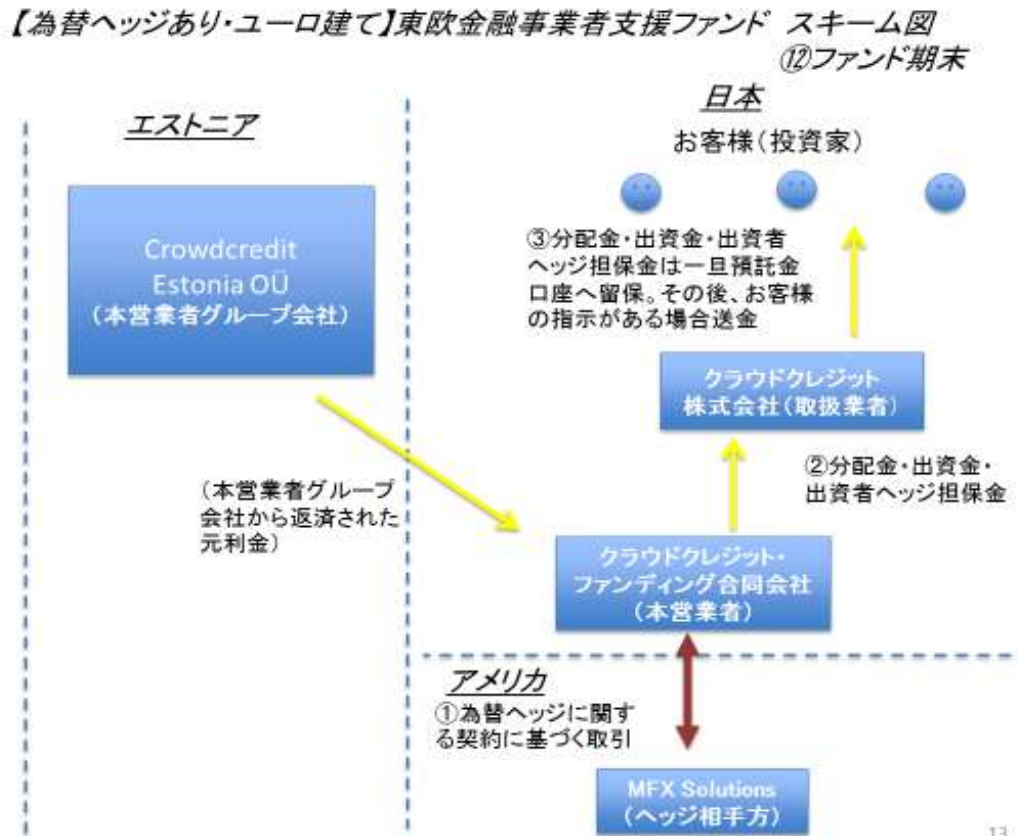 【為替ヘッジあり・ユーロ建て】東欧金融事業者支援ファンド スキーム図
⑫ファンド期末
エストニア
日本
お客様(投資家)
Crowdcredit
Estonia OÜ
(本営業者グループ会社)
③分配金・出資金・出資者
ヘッジ担保金は一旦預託金
口座へ留保。その後、お客様
の指示がある場合送金
クラウドクレジット
株式会社(取扱業者)
②分配金・出資金・
出資者ヘッジ担保金
(本営業者グループ
会社から返済された
元利金)
クラウドクレジット・
ファンディング合同会社
(本営業者)
アメリカ
①為替ヘッジに関す
る契約に基づく取引
MFX Solutions
(ヘッジ相手方)
13